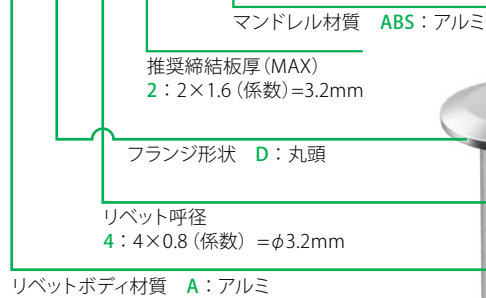 マンドレル材質 ABS：アルミ
推奨締結板厚（MAX）
2：2×1.6（係数）=3.2mm
フランジ形状 D：丸頭
リベット呼径
4：4×0.8（係数）=φ3.2mm
リベットボディ材質 A：アルミ